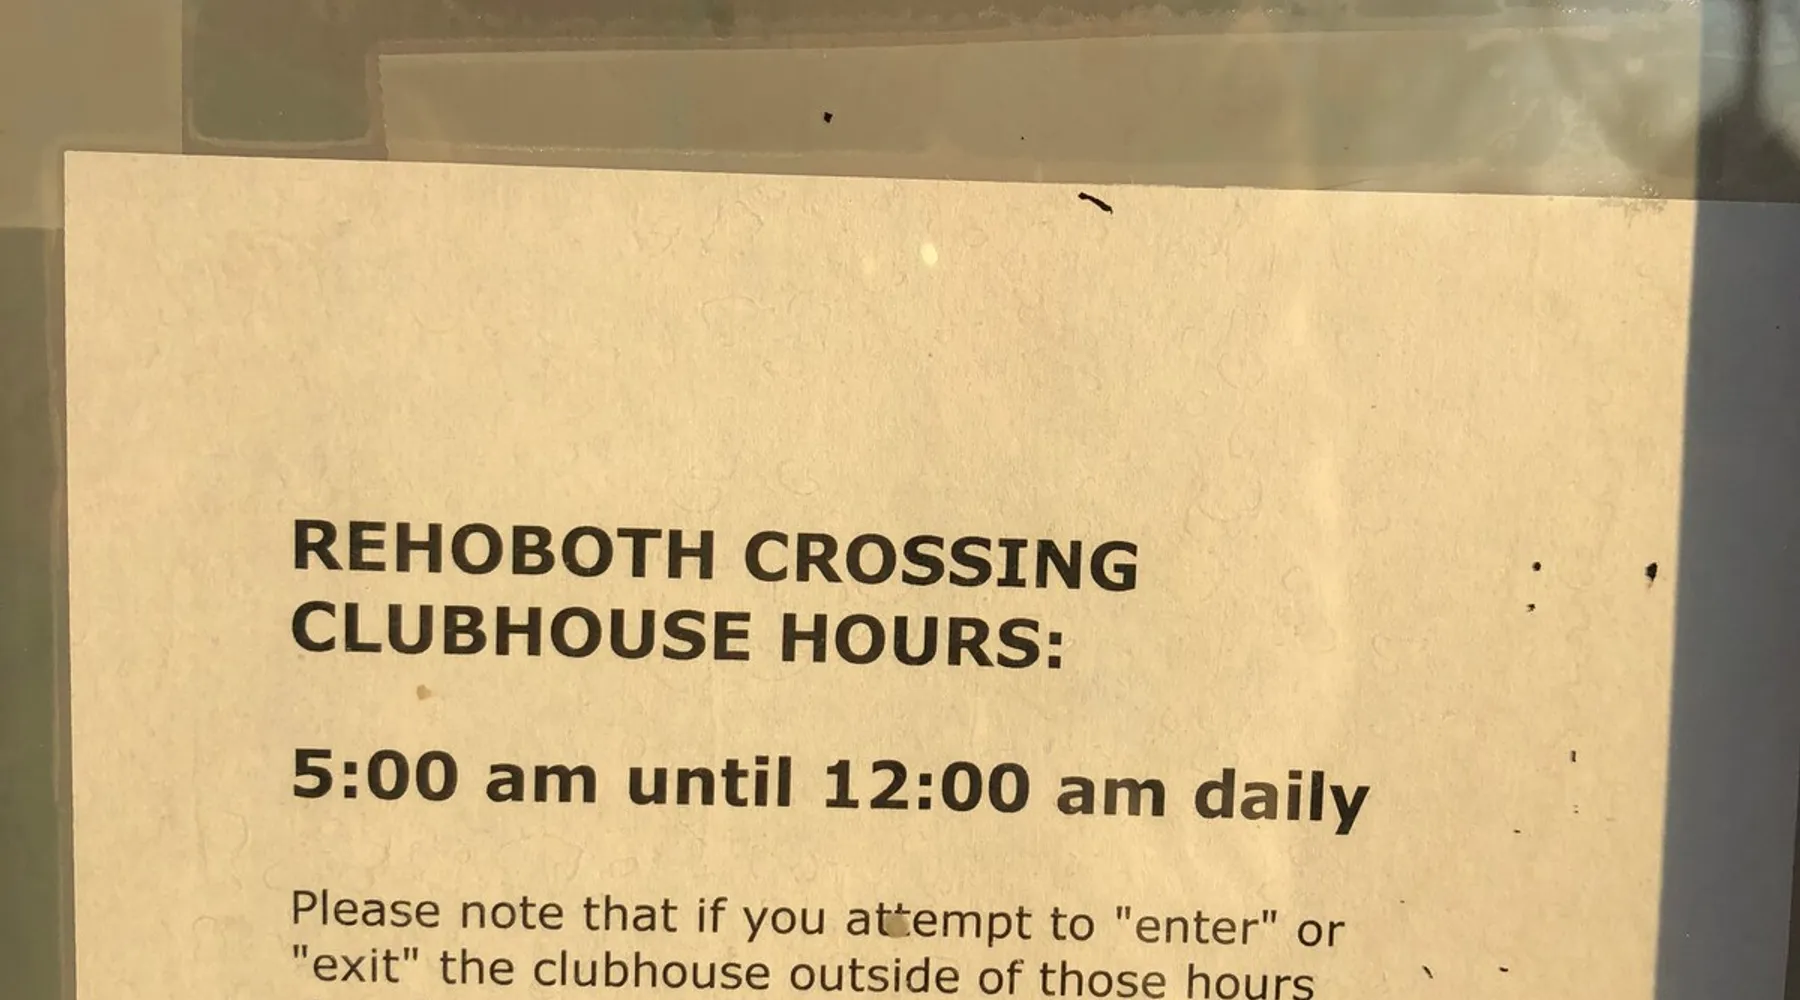 REHOBOTH CROSSING
CLUBHOUSE HOURS:
5:00 am until 12:00 am daily
Please note that if you attempt to "enter" or
"exit" the clubhouse outside of those hours